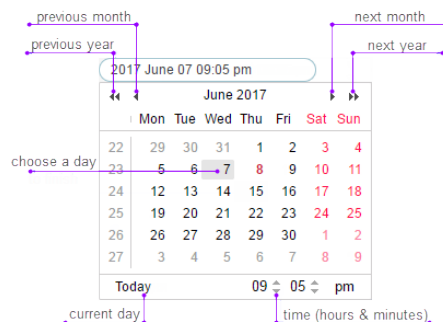 previous month
next month
previous year
next year
2017 June 07 09:05 pm
June 2017
Mon Tue Wed Thu Fri Sat Sun
22 29 30 31 1 2 3 4
choose a day
23 5 6 7 8 9 10 11
24 12 13 14 15 16 17 18
25 19 20 21 22 23 24 25
26 26 27 28 29 30 1 2
27 3 4 5 6 7 8 9
Today 09 05 pm
current day
time (hours & minutes)